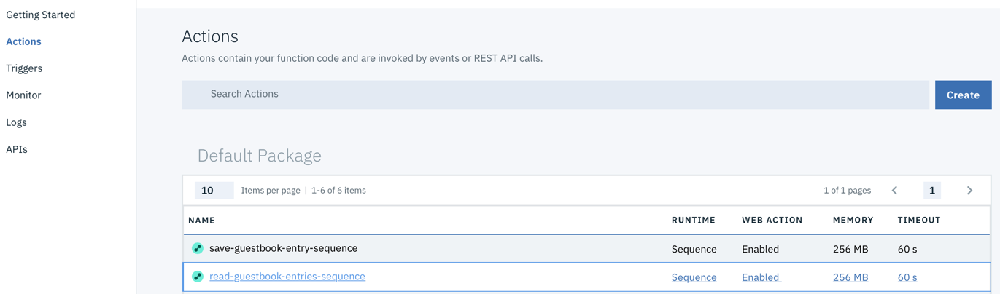 Getting Started
Actions
Triggers
Monitor
Logs
APIs
Actions
Actions contain your function code and are invoked by events or REST API calls.
Search Actions
Create
Default Package
10 Items per page | 1-6 of 6 items 1 of 1 pages 1
NAME RUNTIME WEB ACTION MEMORY TIMEOUT
save-guestbook-entry-sequence Sequence Enabled 256 MB 60 s
read-guestbook-entries-sequence Sequence Enabled 256 MB 60 s